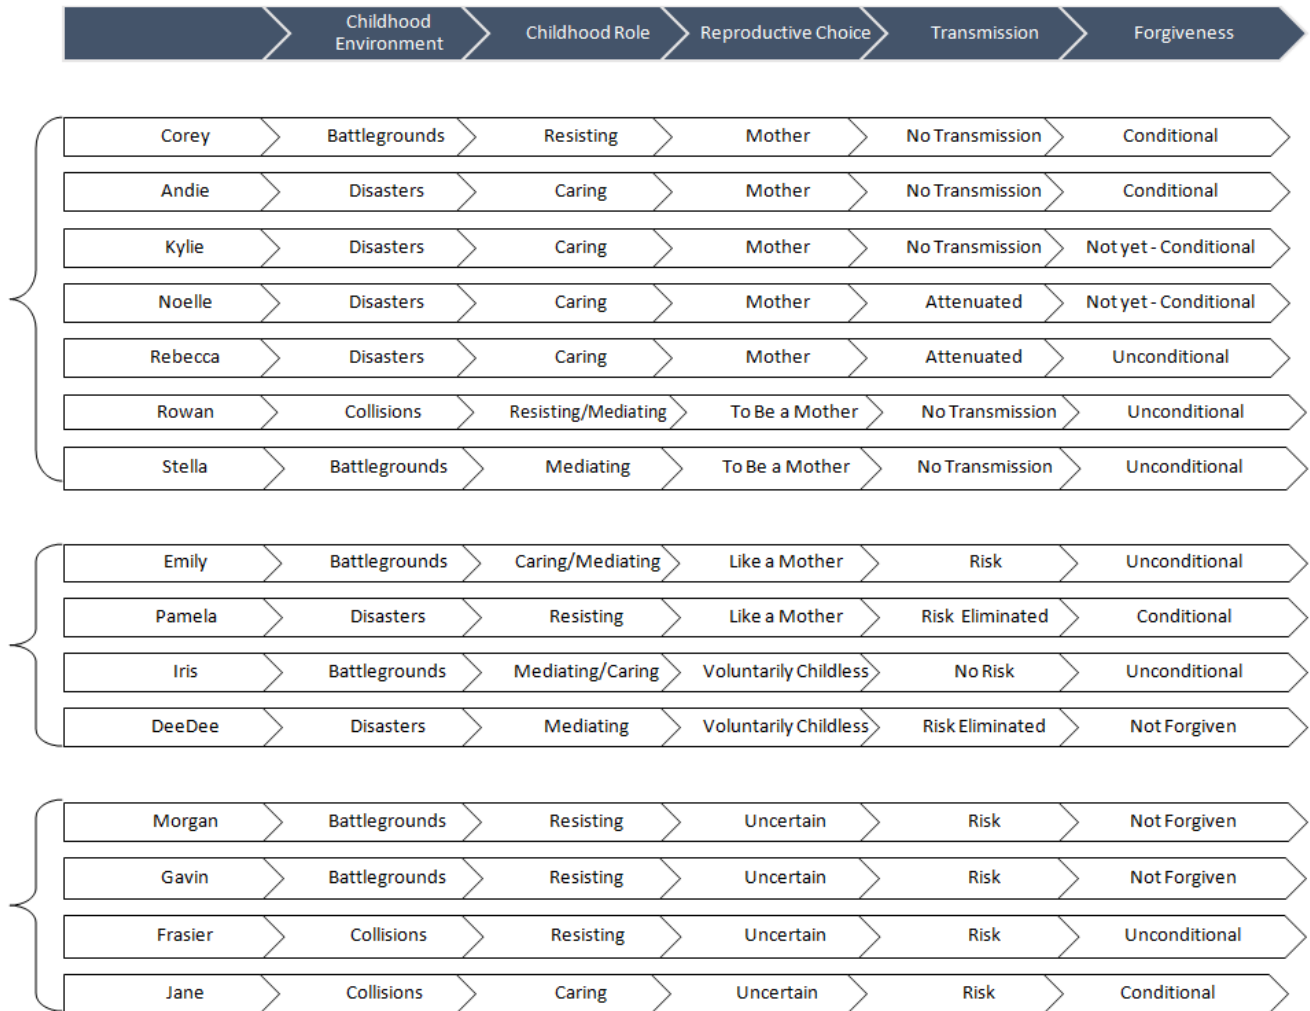 Childhood Environment Childhood Role Reproductive Choice Transmission Forgiveness
Corey Battlegrounds Resisting Mother No Transmission Conditional
Andie Disasters Caring Mother No Transmission Conditional
Kylie Disasters Caring Mother No Transmission Not yet - Conditional
Noelle Disasters Caring Mother Attenuated Not yet - Conditional
Rebecca Disasters Caring Mother Attenuated Unconditional
Rowan Collisions Resisting/Mediating To Be a Mother No Transmission Unconditional
Stella Battlegrounds Mediating To Be a Mother No Transmission Unconditional
Emily Battlegrounds Caring/Mediating Like a Mother Risk Unconditional
Pamela Disasters Resisting Like a Mother Risk Eliminated Conditional
Iris Battlegrounds Mediating/Caring Voluntarily Childless No Risk Unconditional
DeeDee Disasters Mediating Voluntarily Childless Risk Eliminated Not Forgiven
Morgan Battlegrounds Resisting Uncertain Risk Not Forgiven
Gavin Battlegrounds Resisting Uncertain Risk Not Forgiven
Frasier Collisions Resisting Uncertain Risk Unconditional
Jane Collisions Caring Uncertain Risk Conditional